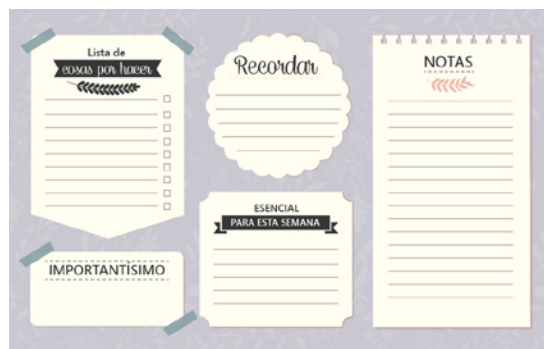 Lista de
cosas por hacer
Recordar
NOTAS
ESENCIAL
PARA ESTA SEMANA
IMPORTANTÍSIMO